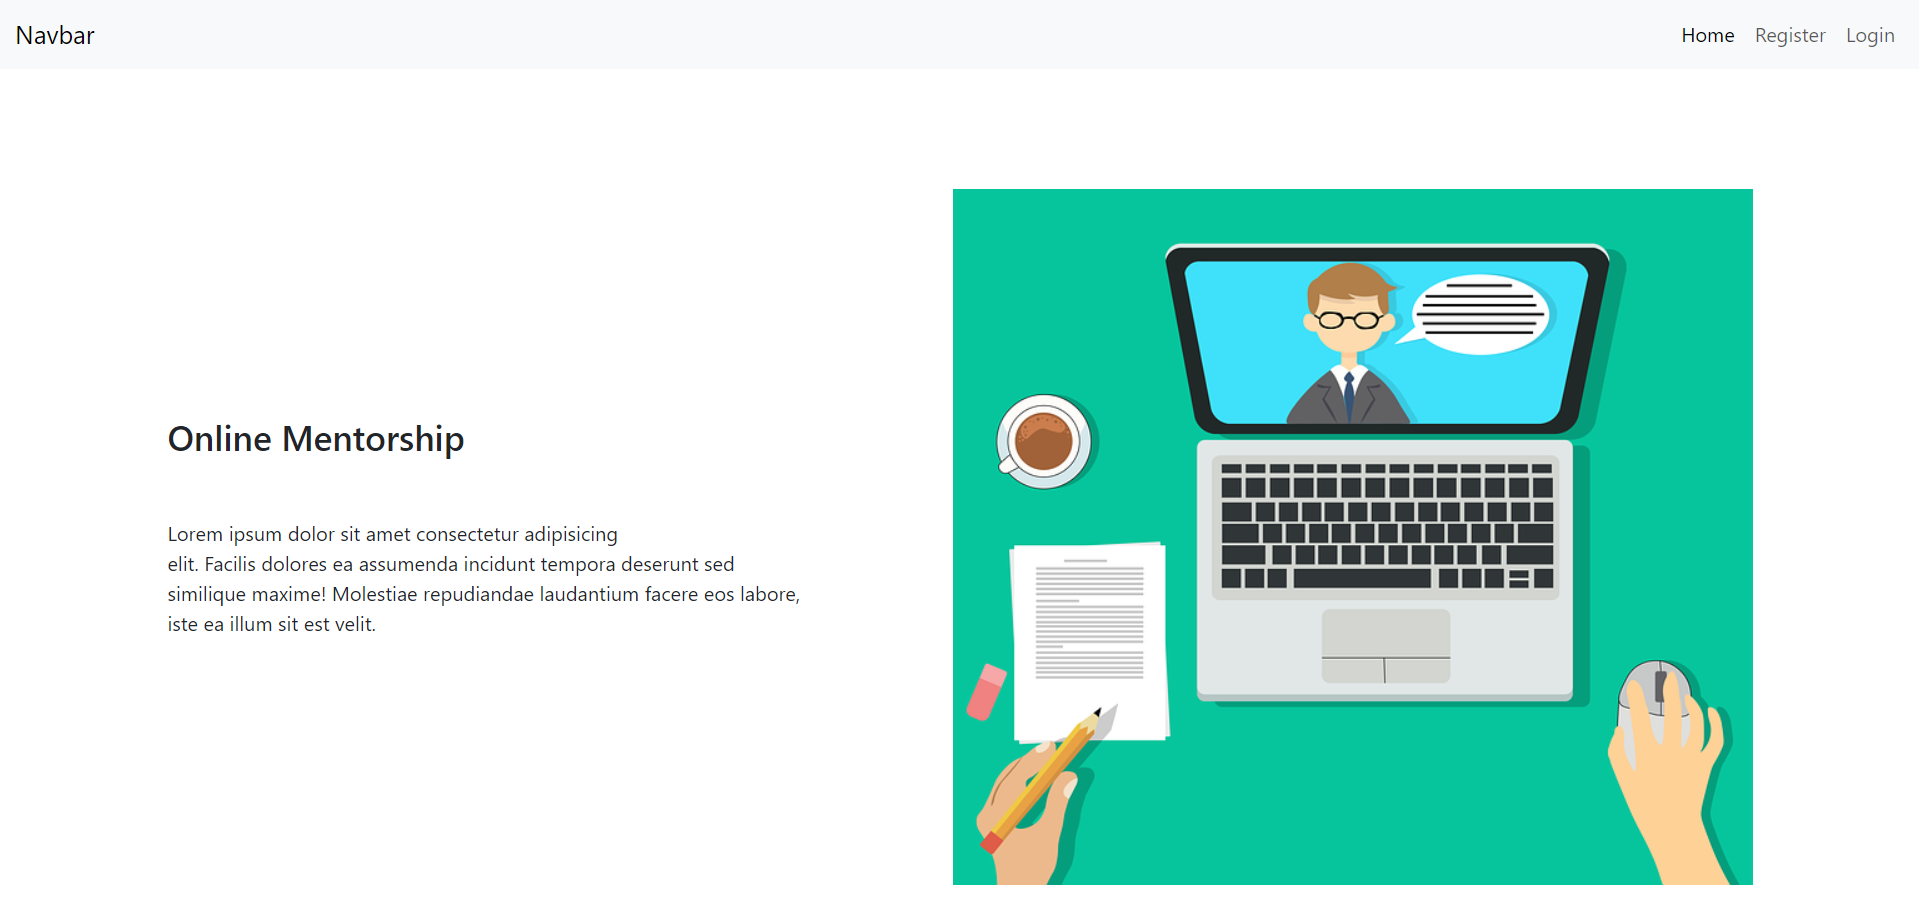 Navbar
Home Register Login
Online Mentorship
Lorem ipsum dolor sit amet consectetur adipisicing
elit. Facilis dolores ea assumenda incidunt tempora deserunt sed
similique maxime! Molestiae repudiandae laudantium facere eos labore,
iste ea illum sit est velit.